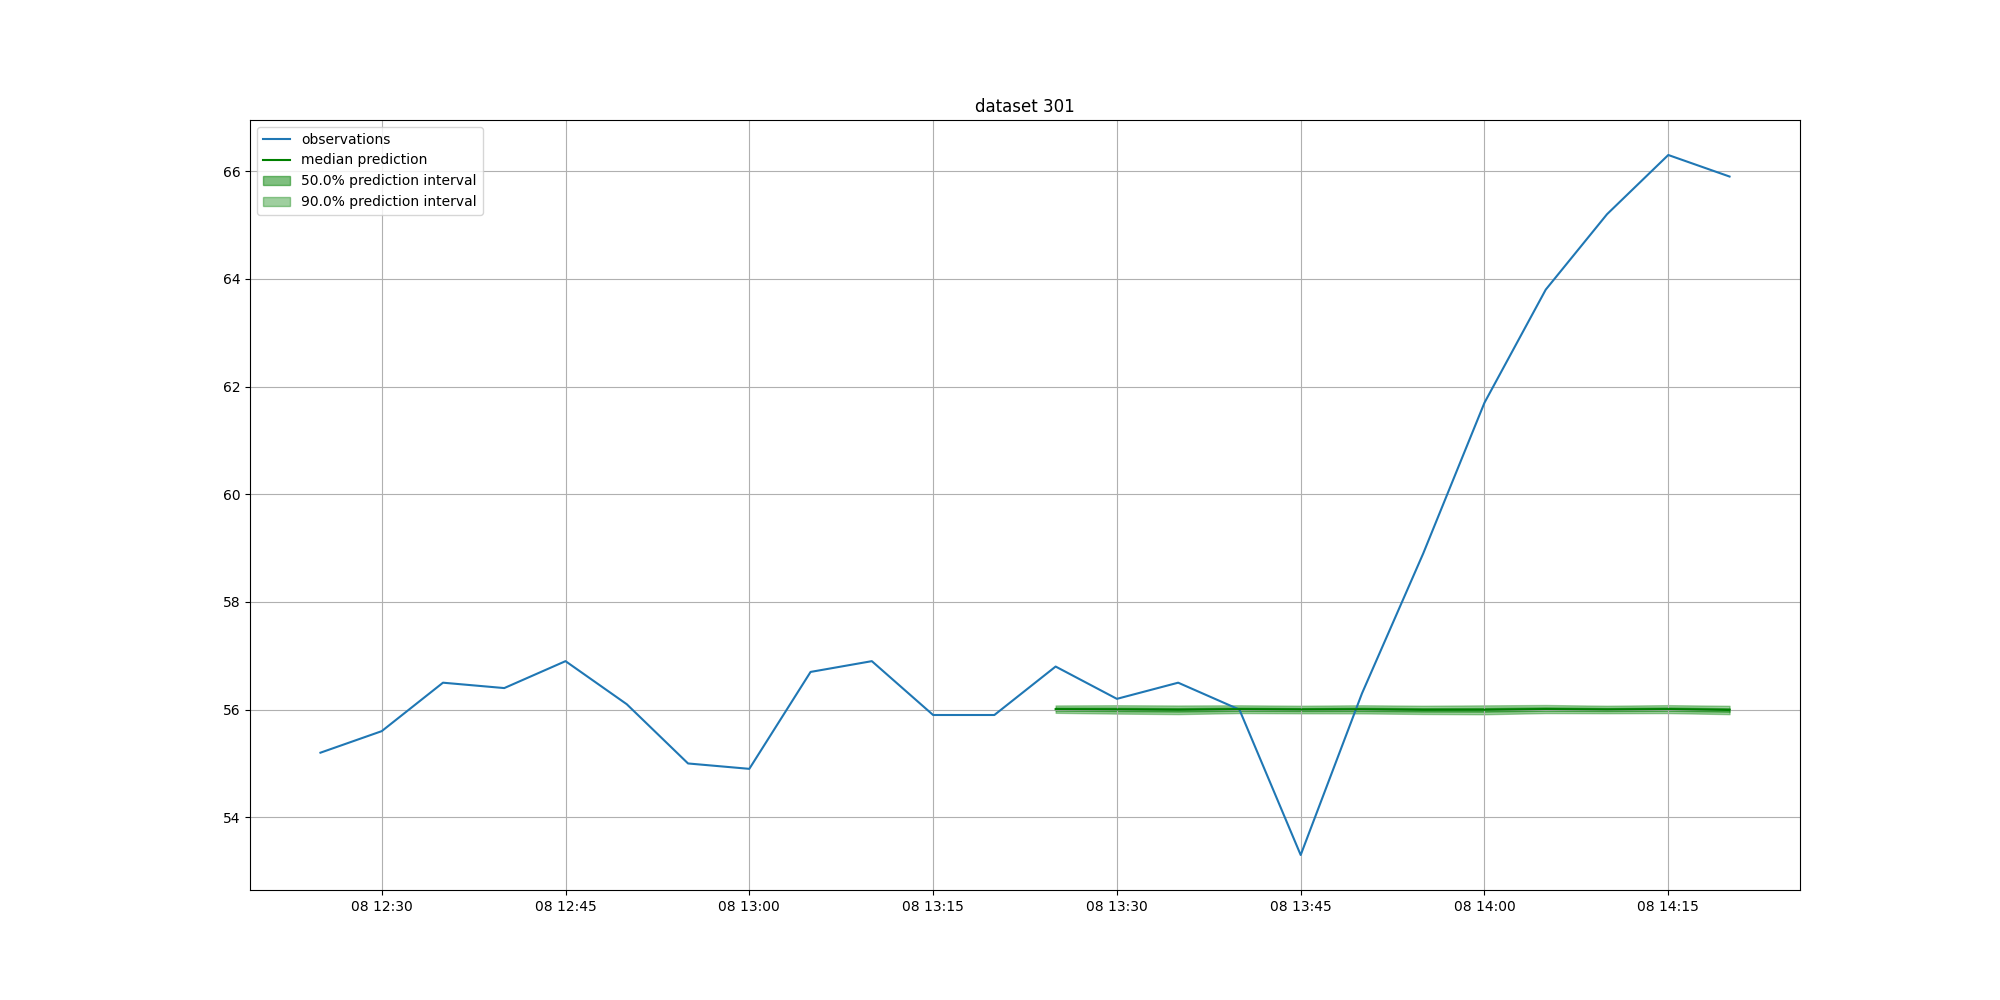 dataset 301
observations
median prediction
50.0% prediction interval
90.0% prediction interval
66
64
62
60
58
56
54
08 12:30 08 12:45 08 13:00 08 13:15 08 13:30 08 13:45 08 14:00 08 14:15